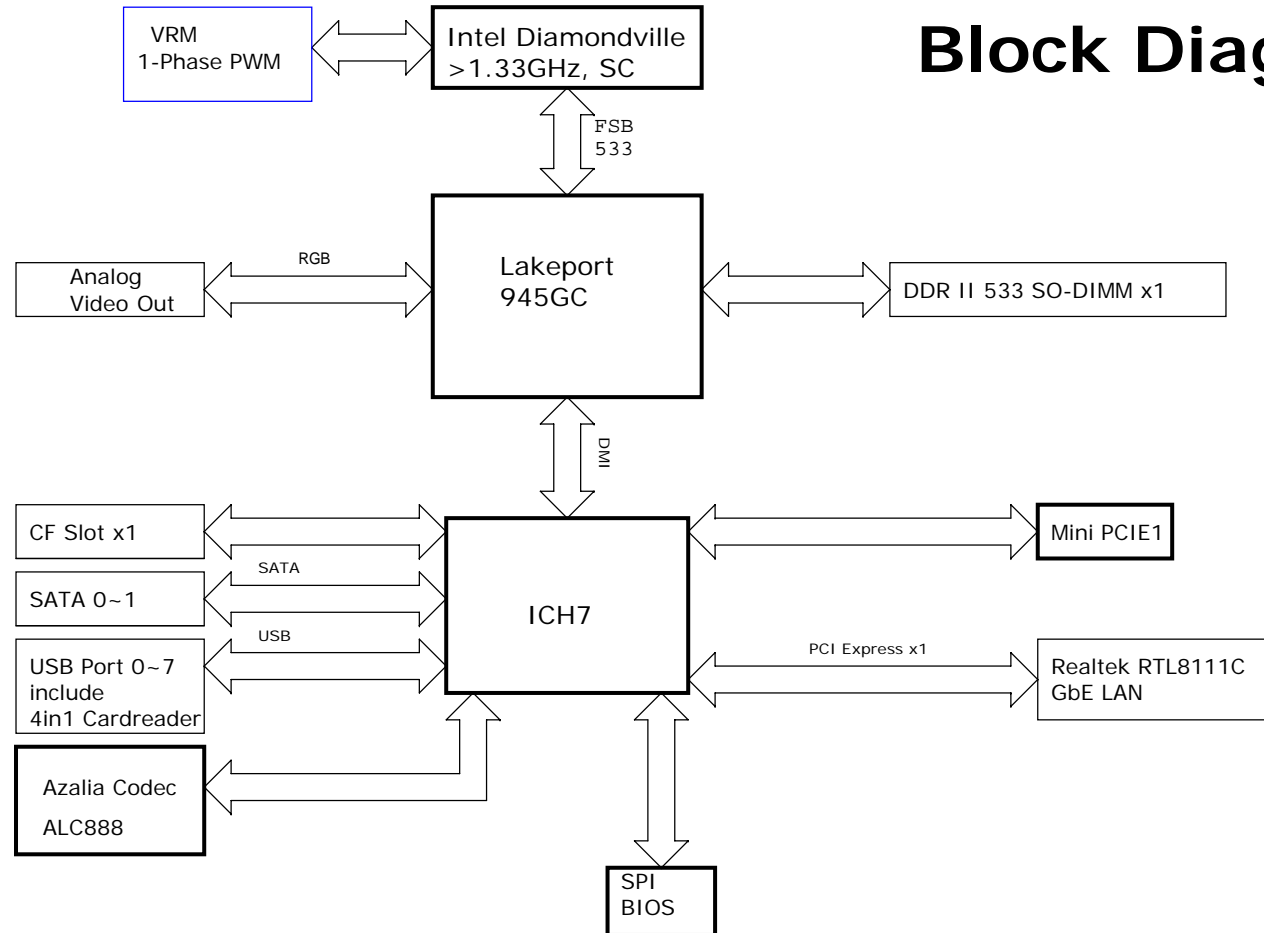 Block Diag
VRM
1-Phase PWM
Intel Diamondville
>1.33GHz, SC
FSB
533
Analog
Video Out
RGB
Lakeport
945GC
DDR II 533 SO-DIMM x1
DMI
CF Slot x1
SATA
SATA 0~1
USB
USB Port 0~7
include
4in1 Cardreader
ICH7
Mini PCIE1
PCI Express x1
Realtek RTL8111C
GbE LAN
Azalia Codec
ALC888
SPI
BIOS